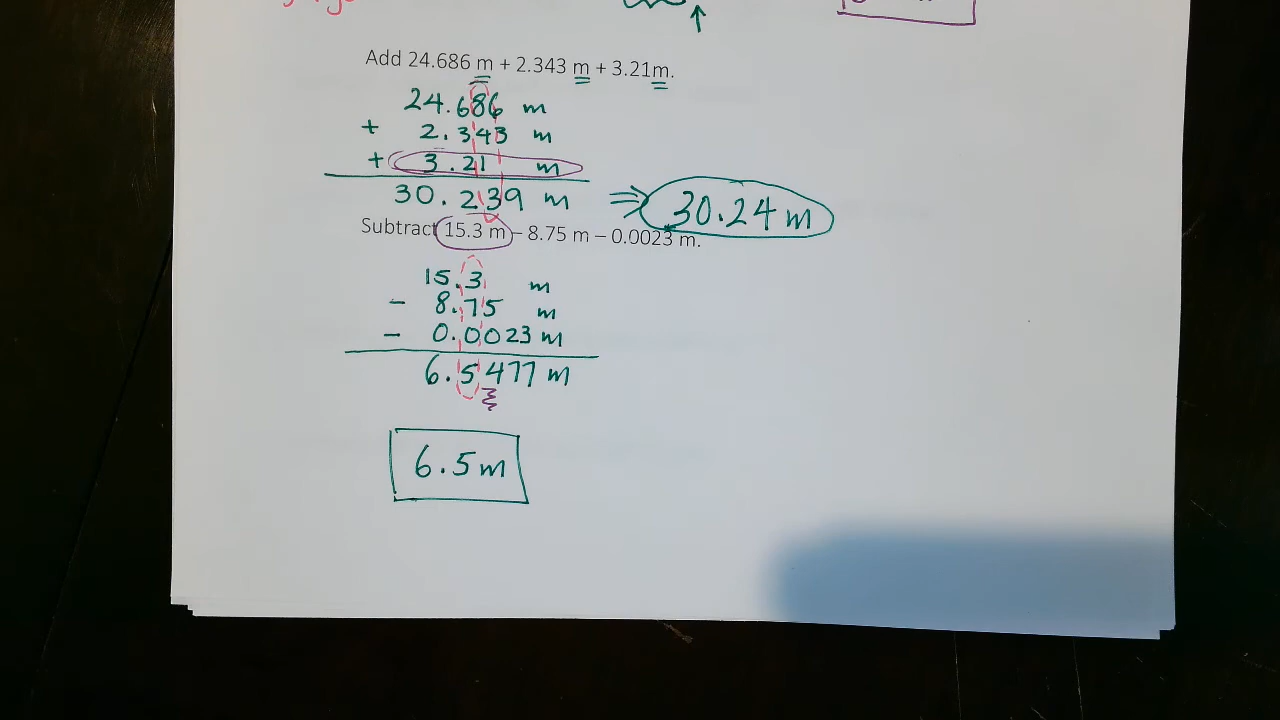 Add 24.686 m + 2.343 m + 3.21m.
24.686 m
+ 2.343 m
+ 3.21 m
30.239 m ⇒ 30.24 m
Subtract 15.3 m – 8.75 m – 0.0023 m.
15.3 m
- 8.75 m
- 0.0023 m
6.5477 m
6.5 m